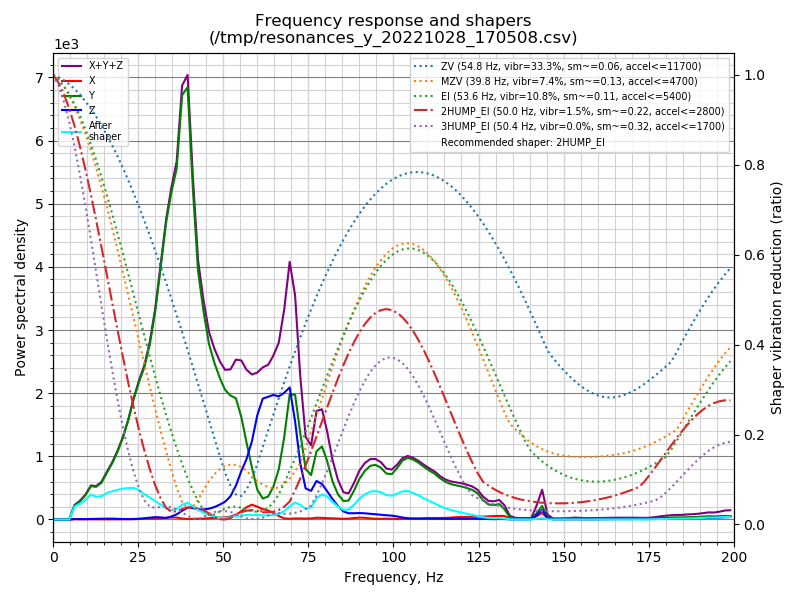 Frequency response and shapers
(/tmp/resonances_y_20221028_170508.csv)
1e3
X+Y+Z
X
Y
Z
After
shaper
ZV (54.8 Hz, vibr=33.3%, sm~=0.06, accel<=11700)
MZV (39.8 Hz, vibr=7.4%, sm~=0.13, accel<=4700)
EI (53.6 Hz, vibr=10.8%, sm~=0.11, accel<=5400)
2HUMP_EI (50.0 Hz, vibr=1.5%, sm~=0.22, accel<=2800)
3HUMP_EI (50.4 Hz, vibr=0.0%, sm~=0.32, accel<=1700)
Recommended shaper: 2HUMP_EI
Power spectral density
7
6
5
4
3
2
1
0
1.0
0.8
0.6
0.4
0.2
0.0
Shaper vibration reduction (ratio)
0 25 50 75 100 125 150 175 200
Frequency, Hz